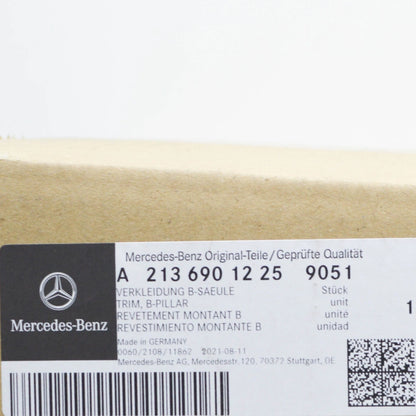 Mercedes-Benz Original-Teile/Geprüfte Qualität
A 213 690 12 25 9051
VERKLEIDUNG B-SAEULE Stück
TRIM, B-PILLAR unit
REVETEMENT MONTANT B unité 1
REVESTIMIENTO MONTANTE B unidad
Made in GERMANY
0060/2108/11862 2021-08-11
Mercedes-Benz AG, Mercedesstr. 120, 70372 Stuttgart, DE
Mercedes-Benz